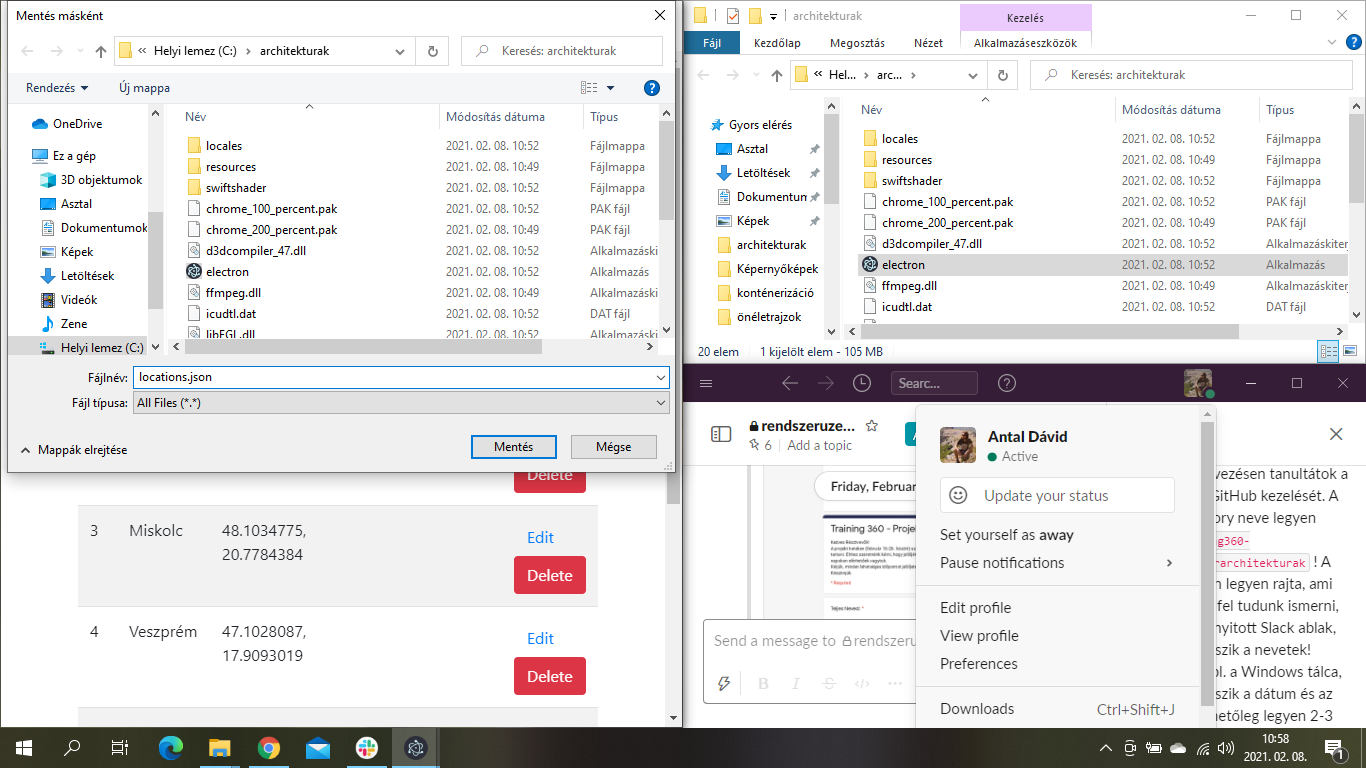 Mentés másként
Helyi lemez (C:)
architekturak
Keresés: architekturak
Rendezés
Új mappa
OneDrive
Ez a gép
3D objektumok
Asztal
Dokumentumok
Képek
Letöltések
Videók
Zene
Helyi lemez (C:)
Név Módosítás dátuma Típus
locales 2021. 02. 08. 10:52 Fájlmappa
resources 2021. 02. 08. 10:49 Fájlmappa
swiftshader 2021. 02. 08. 10:52 Fájlmappa
chrome_100_percent.pak 2021. 02. 08. 10:52 PAK fájl
chrome_200_percent.pak 2021. 02. 08. 10:49 PAK fájl
d3dcompiler_47.dll 2021. 02. 08. 10:52 Alkalmazáski
electron 2021. 02. 08. 10:52 Alkalmazás
ffmpeg.dll 2021. 02. 08. 10:49 Alkalmazáski
icudtl.dat 2021. 02. 08. 10:52 DAT fájl
libEGL.dll 2021. 02. 08. 10:52 Alkalmazáski
Fájlnév: locations.json
Fájl típusa: All Files (*.*)
Mappák elrejtése
Mentés
Mégse
Delete
3 Miskolc 48.1034775,
20.7784384
Edit
Delete
4 Veszprém 47.1028087,
17.9093019
Edit
Delete
architekturak
Kezelés
Fájl Kezdőlap Megosztás Nézet Alkalmazáseszközök
Hel...
arc...
Keresés: architekturak
Gyors elérés
Asztal
Letöltések
Dokumentum
Képek
architekturak
Képernyőképek
konténerizáció
önéletrajzok
Név Módosítás dátuma Típus
locales 2021. 02. 08. 10:52 Fájlmappa
resources 2021. 02. 08. 10:49 Fájlmappa
swiftshader 2021. 02. 08. 10:52 Fájlmappa
chrome_100_percent.pak 2021. 02. 08. 10:52 PAK fájl
chrome_200_percent.pak 2021. 02. 08. 10:49 PAK fájl
d3dcompiler_47.dll 2021. 02. 08. 10:52 Alkalmazáskiter
electron 2021. 02. 08. 10:52 Alkalmazás
ffmpeg.dll 2021. 02. 08. 10:49 Alkalmazáskiter
icudtl.dat 2021. 02. 08. 10:52 DAT fájl
20 elem 1 kijelölt elem - 105 MB
Searc...
rendszeruze...
6 Add a topic
Friday, Februar
Training 360 - Proje
Kedves Résztvevők!
* Required
Teljes Neved: *
Send a message to rendszeru
Antal Dávid
Active
Update your status
Set yourself as away
Pause notifications
Edit profile
View profile
Preferences
Downloads Ctrl+Shift+J
vezésen tanultátok a
GitHub kezelését. A
ory neve legyen
g360-
rarchitekturak ! A
n legyen rajta, ami
fel tudunk ismerni,
nyitott Slack ablak,
szik a nevetek!
ol. a Windows tálca,
szik a dátum és az
hetőleg legyen 2-3
10:58
2021. 02. 08.
1